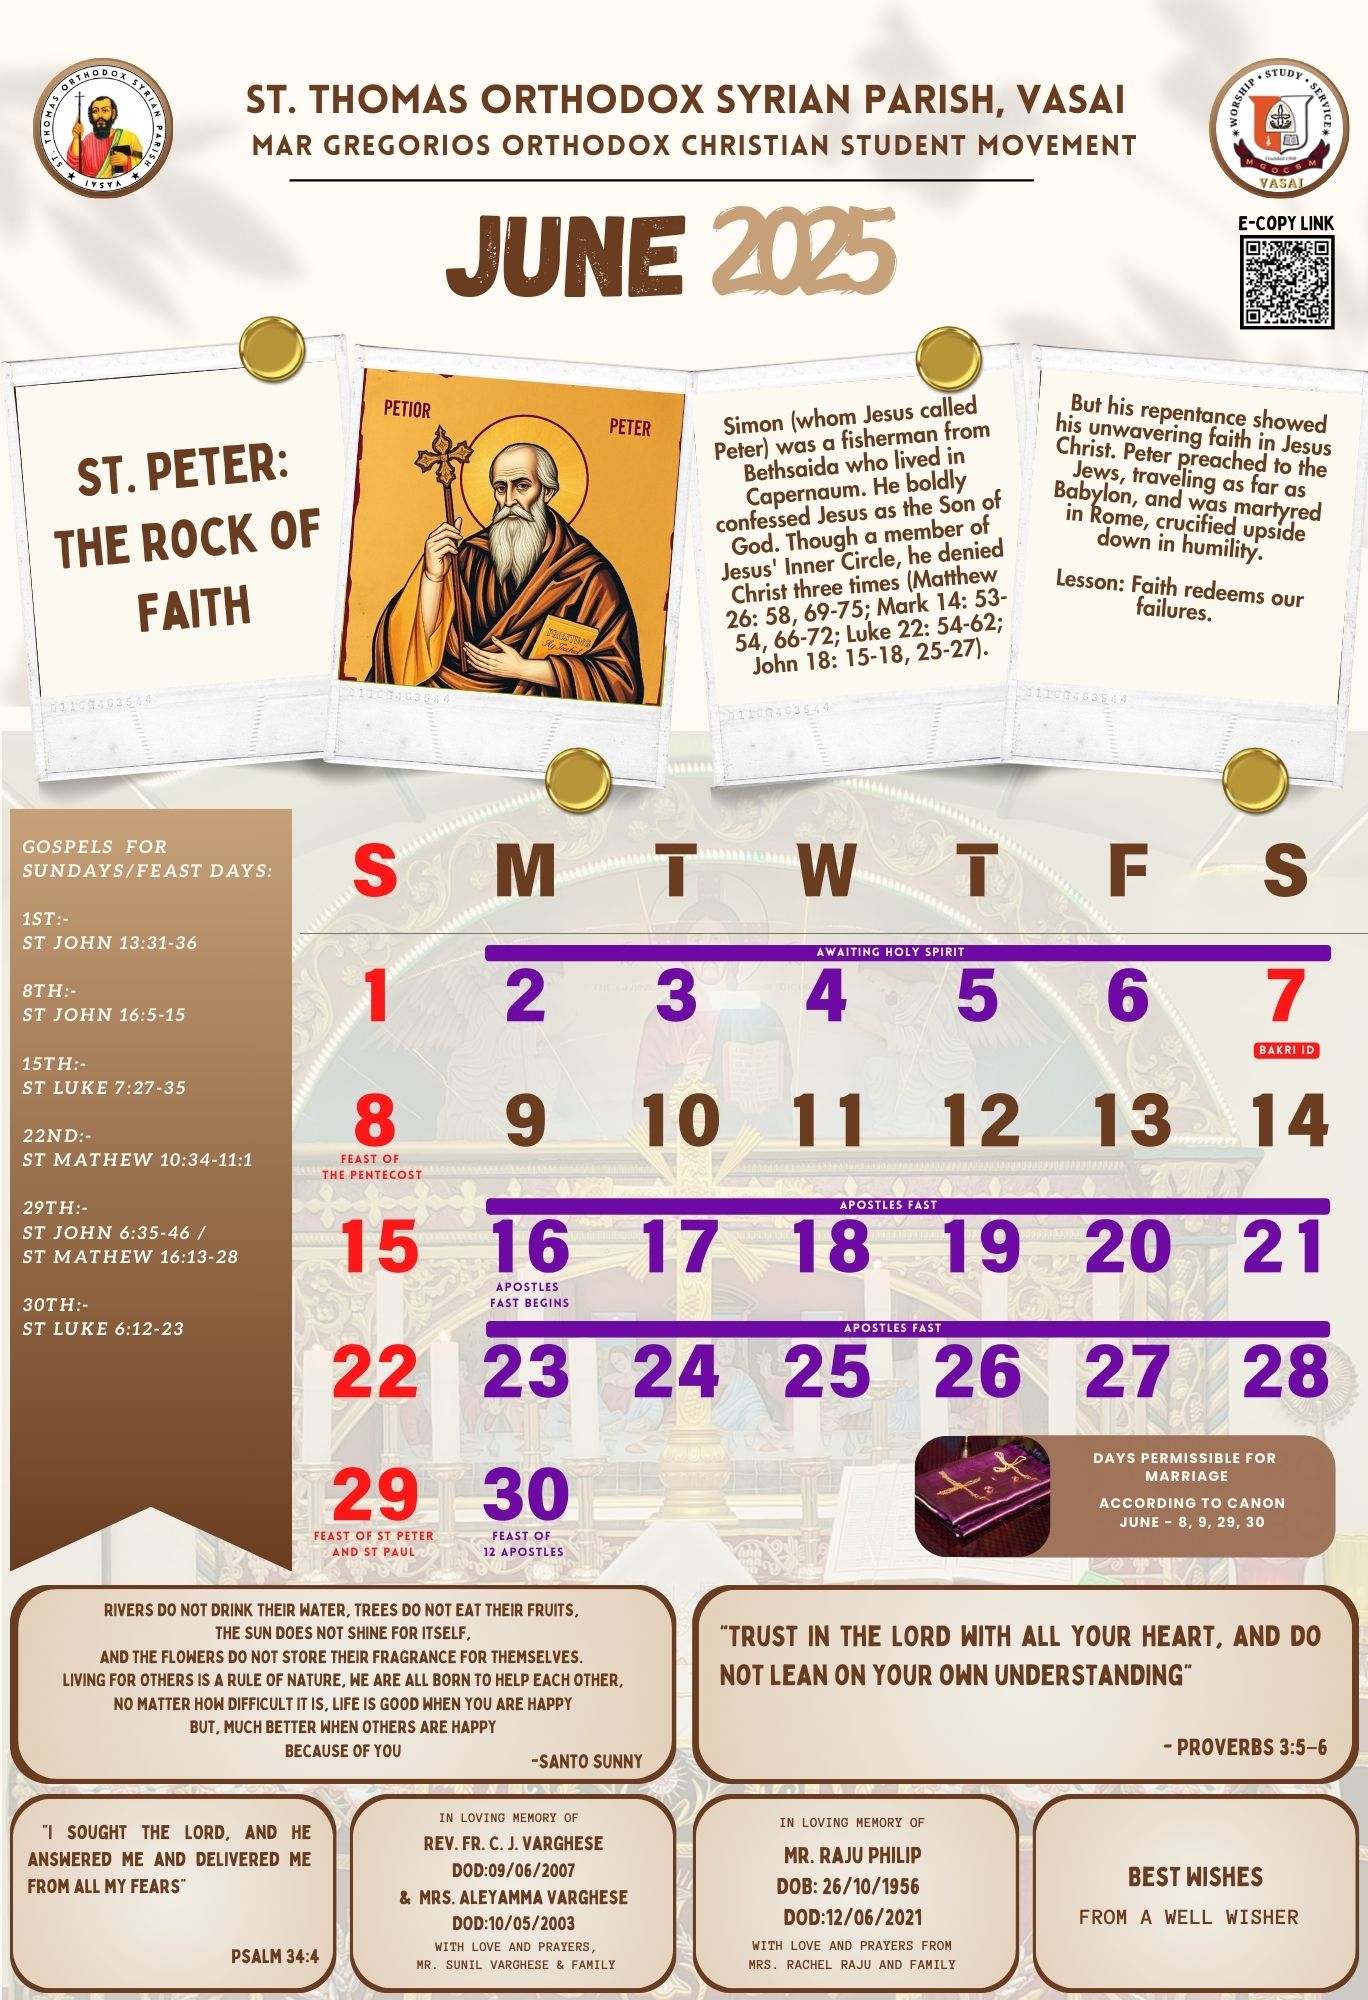 ST. THOMAS ORTHODOX SYRIAN PARISH, VASAI
MAR GREGORIOS ORTHODOX CHRISTIAN STUDENT MOVEMENT
★ ST. THOMAS ORTHODOX SYRIAN PARISH ★
VASAI
★ WORSHIP • STUDY • SERVICE ★
Founded 1908
MGOCSM
VASAI
E-COPY LINK
JUNE 2025
ST. PETER:
THE ROCK OF
FAITH
PETIOR
PETER
Simon (whom Jesus called
Peter) was a fisherman from
Bethsaida who lived in
Capernaum. He boldly
confessed Jesus as the Son of
God. Though a member of
Jesus' Inner Circle, he denied
Christ three times (Matthew
26: 58, 69-75; Mark 14: 53-
54, 66-72; Luke 22: 54-62;
John 18: 15-18, 25-27).
But his repentance showed
his unwavering faith in Jesus
Christ. Peter preached to the
Jews, traveling as far as
Babylon, and was martyred
in Rome, crucified upside
down in humility.
Lesson: Faith redeems our
failures.
GOSPELS FOR
SUNDAYS/FEAST DAYS:
1ST:-
ST JOHN 13:31-36
8TH:-
ST JOHN 16:5-15
15TH:-
ST LUKE 7:27-35
22ND:-
ST MATHEW 10:34-11:1
29TH:-
ST JOHN 6:35-46 /
ST MATHEW 16:13-28
30TH:-
ST LUKE 6:12-23
S M T W T F S
AWAITING HOLY SPIRIT
1 2 3 4 5 6 7
BAKRI ID
8 9 10 11 12 13 14
FEAST OF
THE PENTECOST
APOSTLES FAST
15 16 17 18 19 20 21
APOSTLES
FAST BEGINS
APOSTLES FAST
22 23 24 25 26 27 28
29 30
FEAST OF ST PETER
AND ST PAUL
FEAST OF
12 APOSTLES
DAYS PERMISSIBLE FOR
MARRIAGE
ACCORDING TO CANON
JUNE - 8, 9, 29, 30
RIVERS DO NOT DRINK THEIR WATER, TREES DO NOT EAT THEIR FRUITS,
THE SUN DOES NOT SHINE FOR ITSELF,
AND THE FLOWERS DO NOT STORE THEIR FRAGRANCE FOR THEMSELVES.
LIVING FOR OTHERS IS A RULE OF NATURE, WE ARE ALL BORN TO HELP EACH OTHER,
NO MATTER HOW DIFFICULT IT IS, LIFE IS GOOD WHEN YOU ARE HAPPY
BUT, MUCH BETTER WHEN OTHERS ARE HAPPY
BECAUSE OF YOU
-SANTO SUNNY
"TRUST IN THE LORD WITH ALL YOUR HEART, AND DO
NOT LEAN ON YOUR OWN UNDERSTANDING"
- PROVERBS 3:5–6
"I SOUGHT THE LORD, AND HE
ANSWERED ME AND DELIVERED ME
FROM ALL MY FEARS"
PSALM 34:4
IN LOVING MEMORY OF
REV. FR. C. J. VARGHESE
DOD:09/06/2007
& MRS. ALEYAMMA VARGHESE
DOD:10/05/2003
WITH LOVE AND PRAYERS,
MR. SUNIL VARGHESE & FAMILY
IN LOVING MEMORY OF
MR. RAJU PHILIP
DOB: 26/10/1956
DOD:12/06/2021
WITH LOVE AND PRAYERS FROM
MRS. RACHEL RAJU AND FAMILY
BEST WISHES
FROM A WELL WISHER